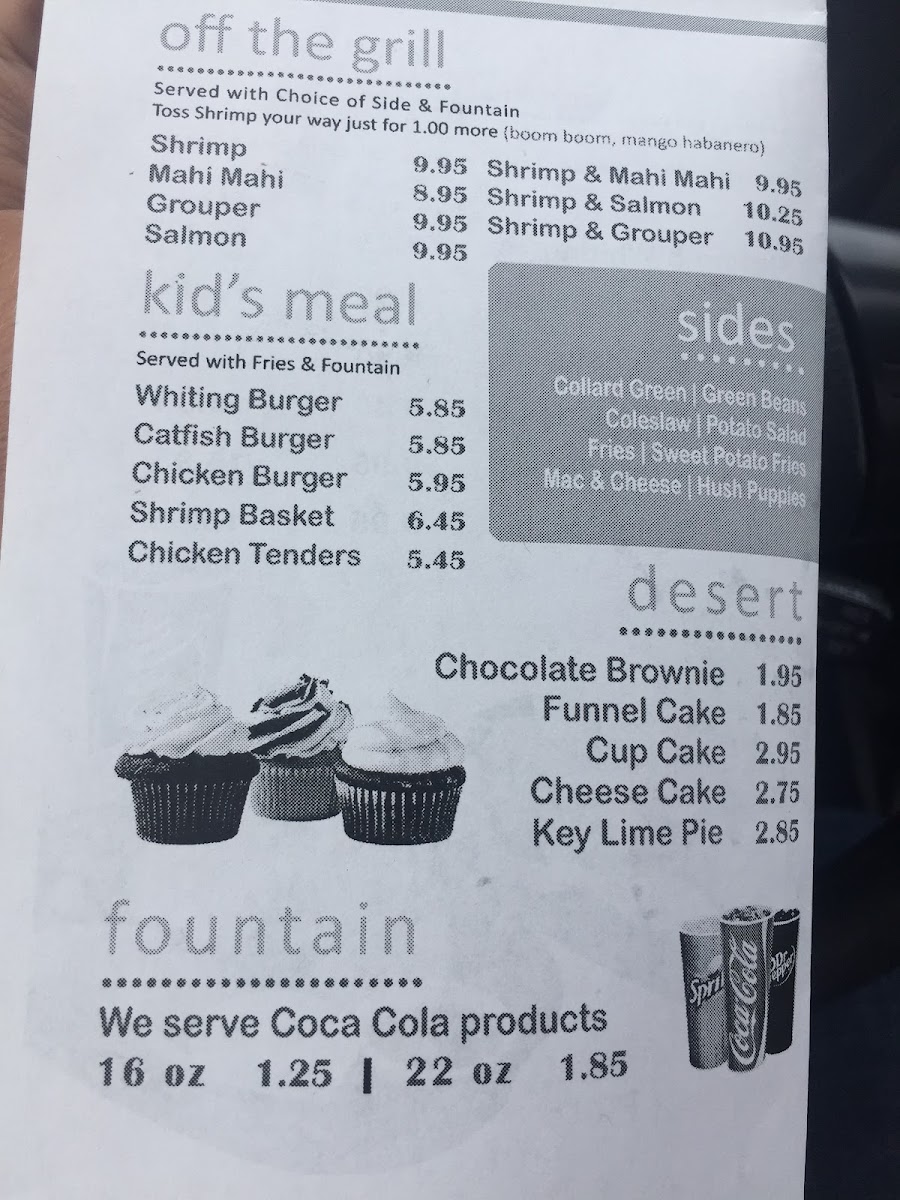 off the grill
Served with Choice of Side & Fountain
Toss Shrimp your way just for 1.00 more (boom boom, mango habanero)
Shrimp 9.95
Mahi Mahi 8.95
Grouper 9.95
Salmon 9.95
Shrimp & Mahi Mahi 9.95
Shrimp & Salmon 10.25
Shrimp & Grouper 10.95
kid's meal
Served with Fries & Fountain
Whiting Burger 5.85
Catfish Burger 5.85
Chicken Burger 5.95
Shrimp Basket 6.45
Chicken Tenders 5.45
sides
Collard Green | Green Beans
Coleslaw | Potato Salad
Fries | Sweet Potato Fries
Mac & Cheese | Hush Puppies
desert
Chocolate Brownie 1.95
Funnel Cake 1.85
Cup Cake 2.95
Cheese Cake 2.75
Key Lime Pie 2.85
fountain
We serve Coca Cola products
16 oz 1.25 | 22 oz 1.85
Spri
Coca-Cola
Dr
epper